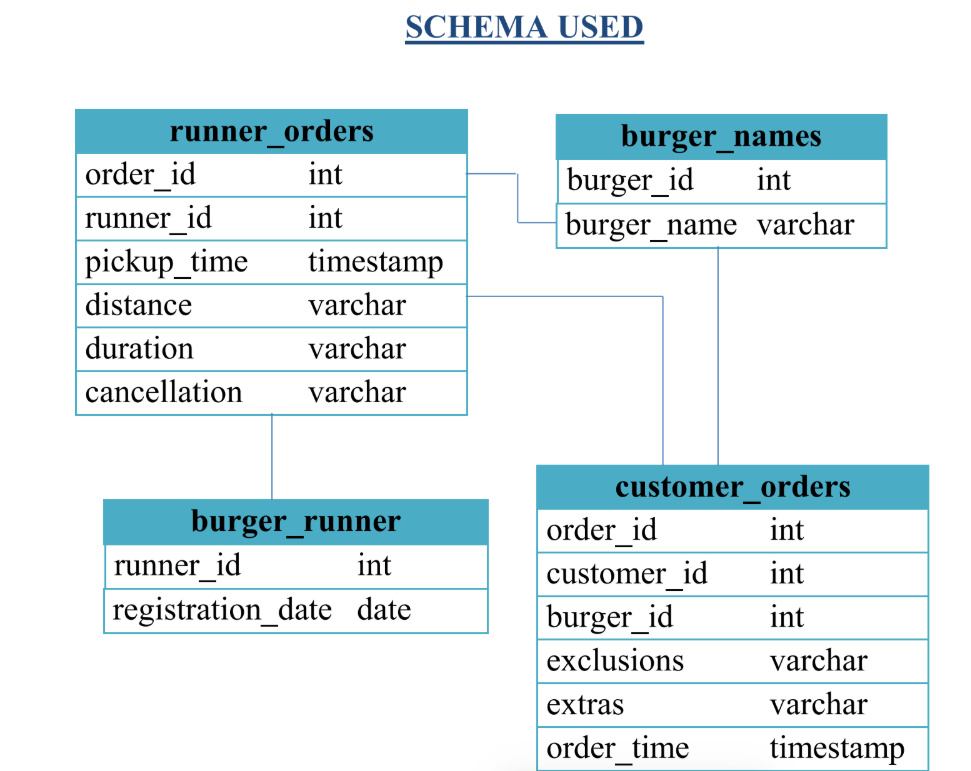 SCHEMA USED
runner_orders
order_id int
runner_id int
pickup_time timestamp
distance varchar
duration varchar
cancellation varchar
burger_names
burger_id int
burger_name varchar
burger_runner
runner_id int
registration_date date
customer_orders
order_id int
customer_id int
burger_id int
exclusions varchar
extras varchar
order_time timestamp